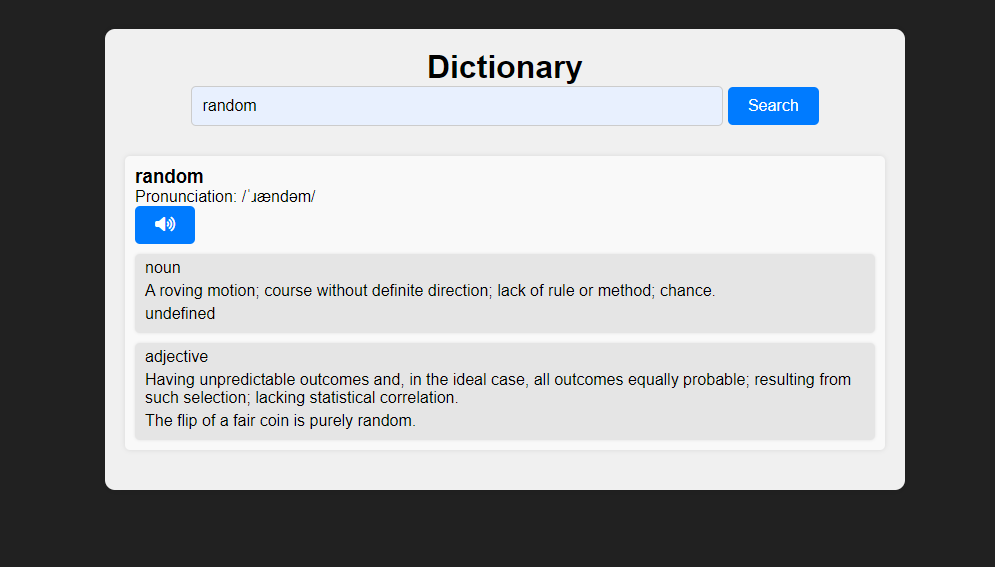 Dictionary
random
Search
random
Pronunciation: /ˈɹændəm/
noun
A roving motion; course without definite direction; lack of rule or method; chance.
undefined
adjective
Having unpredictable outcomes and, in the ideal case, all outcomes equally probable; resulting from
such selection; lacking statistical correlation.
The flip of a fair coin is purely random.